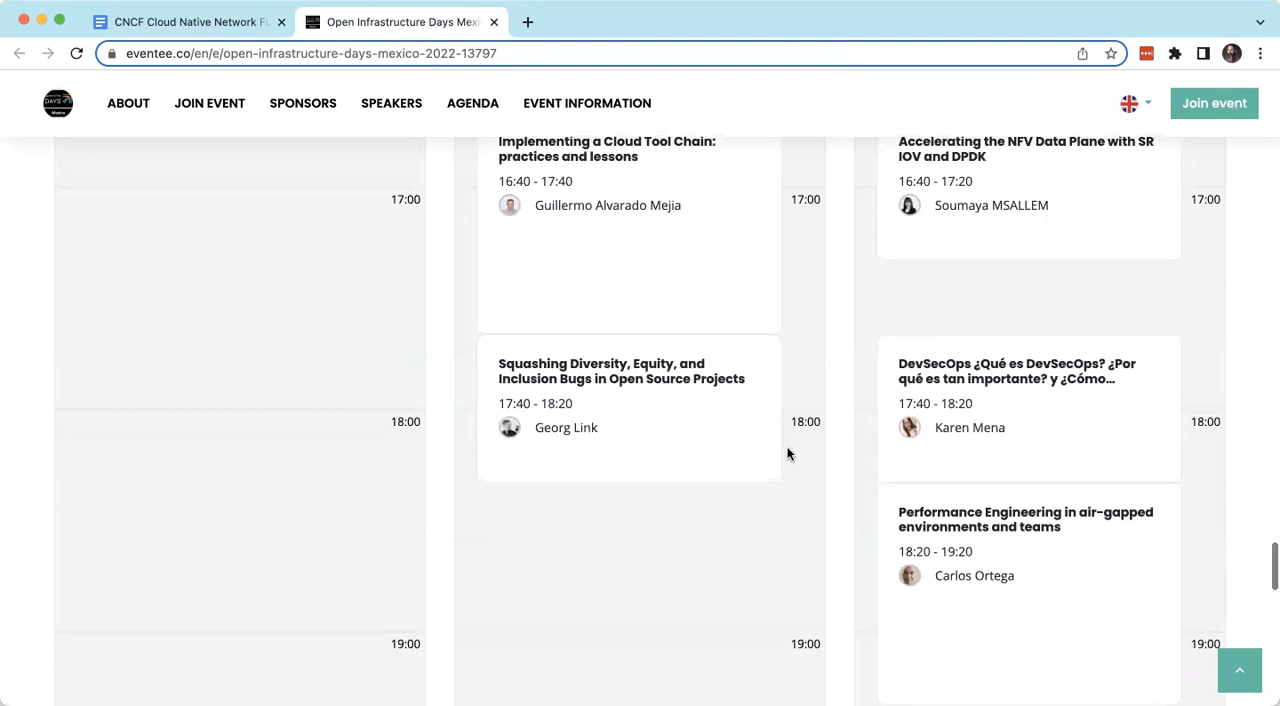 CNCF Cloud Native Network F
Open Infrastructure Days Mexi
eventee.co/en/e/open-infrastructure-days-mexico-2022-13797
DAYS
Mexico
ABOUT
JOIN EVENT
SPONSORS
SPEAKERS
AGENDA
EVENT INFORMATION
Join event
17:00
18:00
19:00
Implementing a Cloud Tool Chain:
practices and lessons
16:40 - 17:40
Guillermo Alvarado Mejia
17:00
Squashing Diversity, Equity, and
Inclusion Bugs in Open Source Projects
17:40 - 18:20
Georg Link
18:00
19:00
Accelerating the NFV Data Plane with SR
IOV and DPDK
16:40 - 17:20
Soumaya MSALLEM
17:00
DevSecOps ¿Qué es DevSecOps? ¿Por
qué es tan importante? y ¿Cómo...
17:40 - 18:20
Karen Mena
18:00
Performance Engineering in air-gapped
environments and teams
18:20 - 19:20
Carlos Ortega
19:00